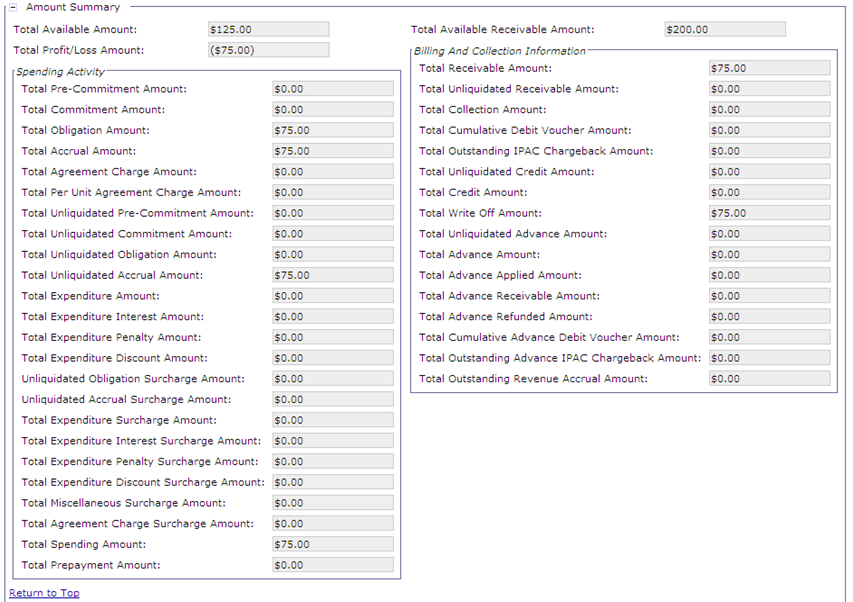 Amount Summary
Total Available Amount: $125.00
Total Available Receivable Amount: $200.00
Total Profit/Loss Amount: ($75.00)
Spending Activity
Total Pre-Commitment Amount: $0.00
Total Commitment Amount: $0.00
Total Obligation Amount: $75.00
Total Accrual Amount: $75.00
Total Agreement Charge Amount: $0.00
Total Per Unit Agreement Charge Amount: $0.00
Total Unliquidated Pre-Commitment Amount: $0.00
Total Unliquidated Commitment Amount: $0.00
Total Unliquidated Obligation Amount: $0.00
Total Unliquidated Accrual Amount: $75.00
Total Expenditure Amount: $0.00
Total Expenditure Interest Amount: $0.00
Total Expenditure Penalty Amount: $0.00
Total Expenditure Discount Amount: $0.00
Unliquidated Obligation Surcharge Amount: $0.00
Unliquidated Accrual Surcharge Amount: $0.00
Total Expenditure Surcharge Amount: $0.00
Total Expenditure Interest Surcharge Amount: $0.00
Total Expenditure Penalty Surcharge Amount: $0.00
Total Expenditure Discount Surcharge Amount: $0.00
Total Miscellaneous Surcharge Amount: $0.00
Total Agreement Charge Surcharge Amount: $0.00
Total Spending Amount: $75.00
Total Prepayment Amount: $0.00
Billing And Collection Information
Total Receivable Amount: $75.00
Total Unliquidated Receivable Amount: $0.00
Total Collection Amount: $0.00
Total Cumulative Debit Voucher Amount: $0.00
Total Outstanding IPAC Chargeback Amount: $0.00
Total Unliquidated Credit Amount: $0.00
Total Credit Amount: $0.00
Total Write Off Amount: $75.00
Total Unliquidated Advance Amount: $0.00
Total Advance Amount: $0.00
Total Advance Applied Amount: $0.00
Total Advance Receivable Amount: $0.00
Total Advance Refunded Amount: $0.00
Total Cumulative Advance Debit Voucher Amount: $0.00
Total Outstanding Advance IPAC Chargeback Amount: $0.00
Total Outstanding Revenue Accrual Amount: $0.00
Return to Top